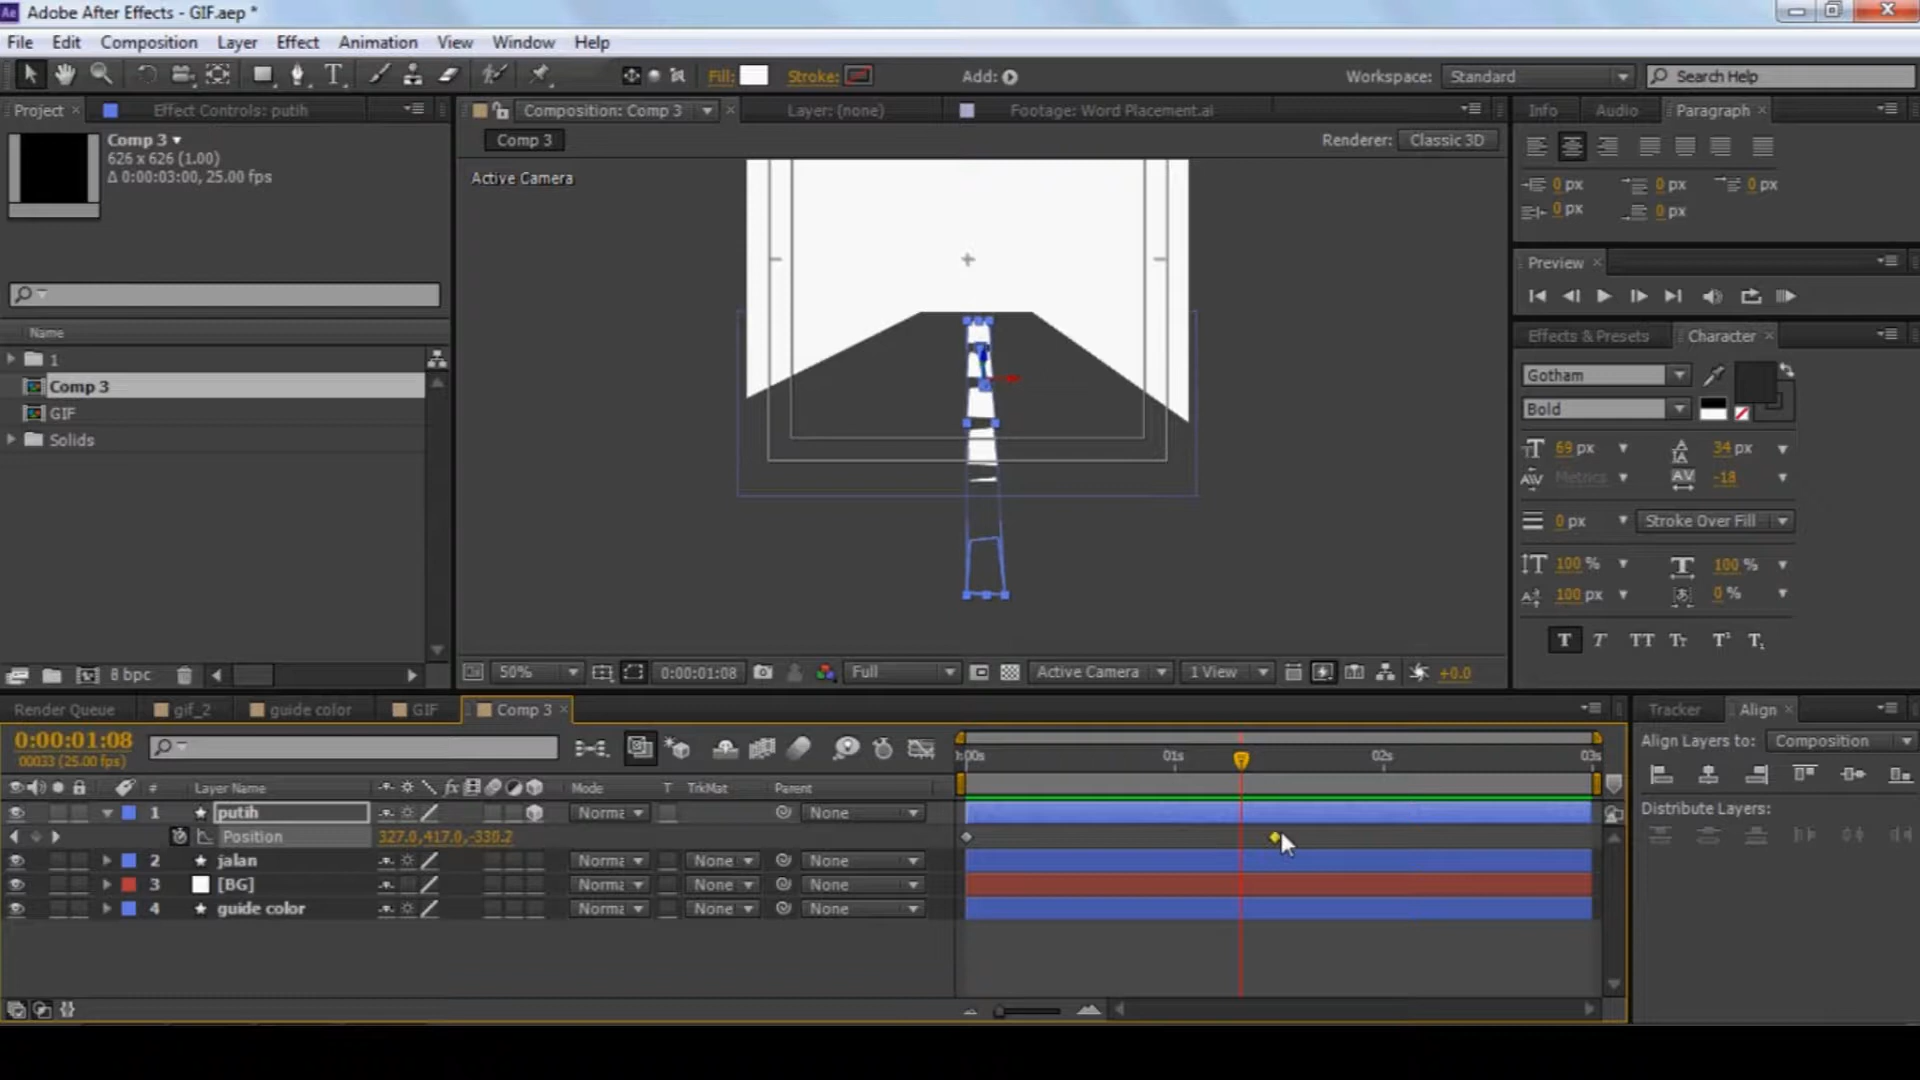 Adobe After Effects - GIF.aep *
File Edit Composition Layer Effect Animation View Window Help
Fill: Stroke: Add: Workspace: Standard Search Help
Project Effect Controls: putih Composition: Comp 3 Layer: (none) Footage: Word Placement.ai Info Audio Paragraph
Comp 3
626 x 626 (1.00)
Δ 0:00:03:00, 25.00 fps
Comp 3 Renderer: Classic 3D
Active Camera
0 px 0 px 0 px
0 px 0 px
Preview
Name
1
Comp 3
GIF
Solids
Effects & Presets Character
Gotham
Bold
69 px 34 px
Metrics -18
0 px Stroke Over Fill
100 % 100 %
100 px 0 %
T T TT Tt T¹ T₁
8 bpc
50% 0:00:01:08 Full Active Camera 1 View +0.0
Render Queue gif_2 guide color GIF Comp 3 Tracker Align
0:00:01:08
00033 (25.00 fps)
:00s 01s 02s 03s
Align Layers to: Composition
# Layer Name fx Mode T TrkMat Parent
1 putih Norma None
Position 327.0,417.0,-330.2
2 jalan Norma None None
3 [BG] Norma None None
4 guide color Norma None None
Distribute Layers: